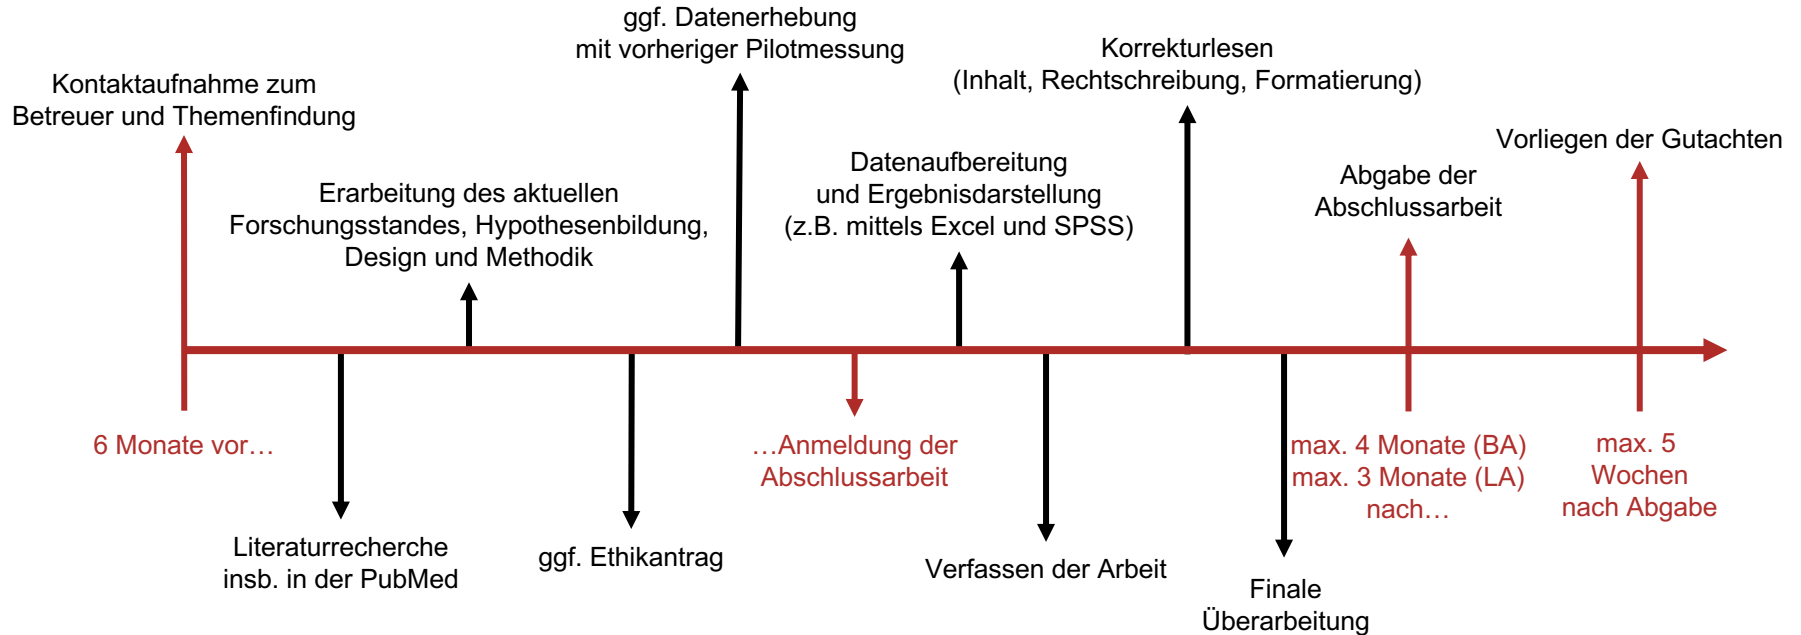 ggf. Datenerhebung
mit vorheriger Pilotmessung
Korrekturlesen
(Inhalt, Rechtschreibung, Formatierung)
Kontaktaufnahme zum
Betreuer und Themenfindung
Vorliegen der Gutachten
Datenaufbereitung
und Ergebnisdarstellung
(z.B. mittels Excel und SPSS)
Abgabe der
Abschlussarbeit
Erarbeitung des aktuellen
Forschungsstandes, Hypothesenbildung,
Design und Methodik
6 Monate vor…
…Anmeldung der
Abschlussarbeit
max. 4 Monate (BA)
max. 3 Monate (LA)
nach…
max. 5
Wochen
nach Abgabe
Literaturrecherche
insb. in der PubMed
ggf. Ethikantrag
Verfassen der Arbeit
Finale
Überarbeitung